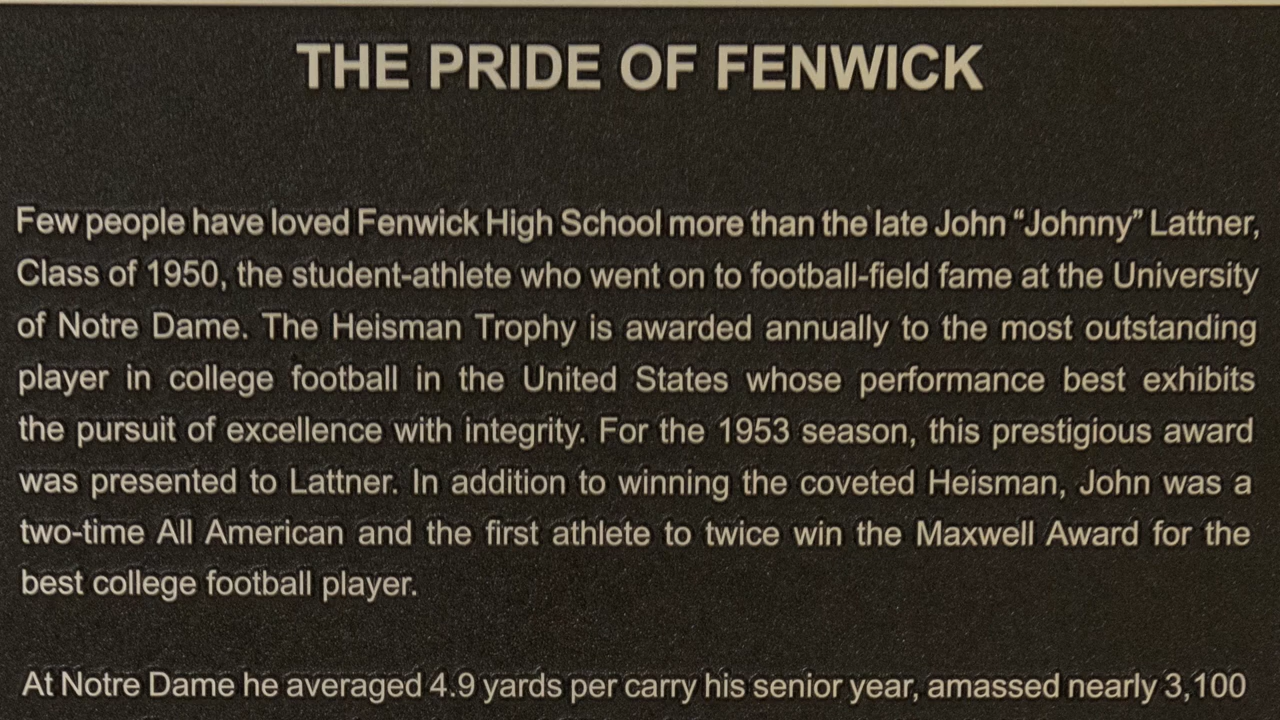 THE PRIDE OF FENWICK
Few people have loved Fenwick High School more than the late John “Johnny” Lattner,
Class of 1950, the student-athlete who went on to football-field fame at the University
of Notre Dame. The Heisman Trophy is awarded annually to the most outstanding
player in college football in the United States whose performance best exhibits
the pursuit of excellence with integrity. For the 1953 season, this prestigious award
was presented to Lattner. In addition to winning the coveted Heisman, John was a
two-time All American and the first athlete to twice win the Maxwell Award for the
best college football player.
At Notre Dame he averaged 4.9 yards per carry his senior year, amassed nearly 3,100